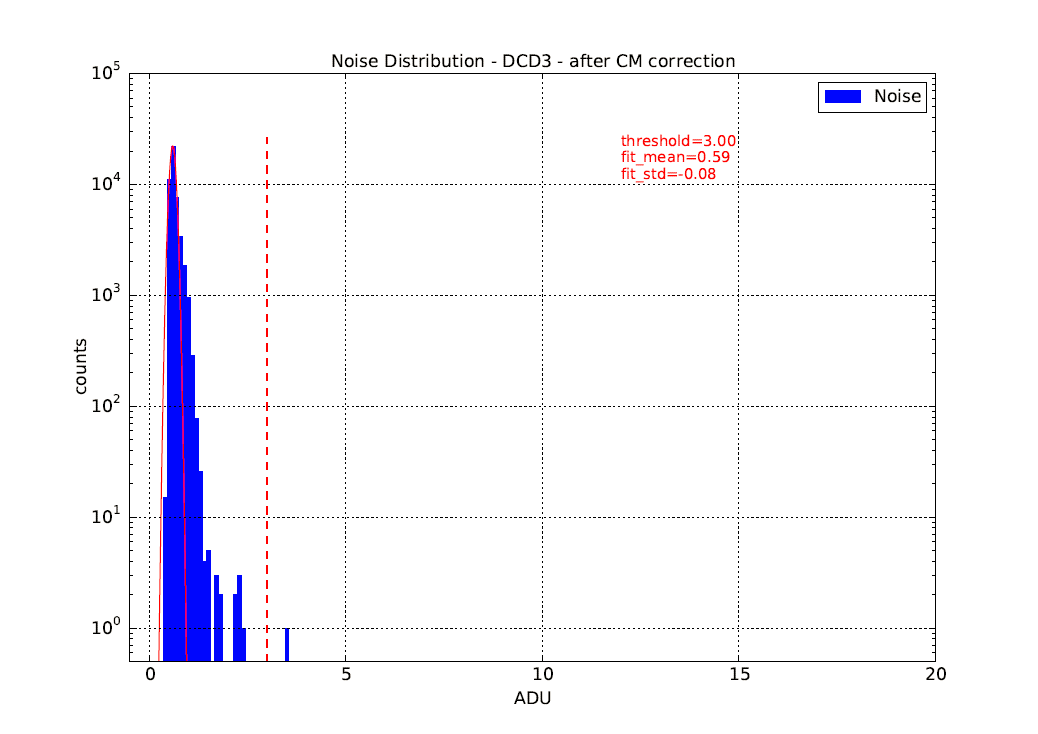 Noise Distribution - DCD3 - after CM correction
Noise
threshold=3.00
fit_mean=0.59
fit_std=-0.08
10^5
10^4
10^3
10^2
10^1
10^0
counts
0 5 10 15 20
ADU